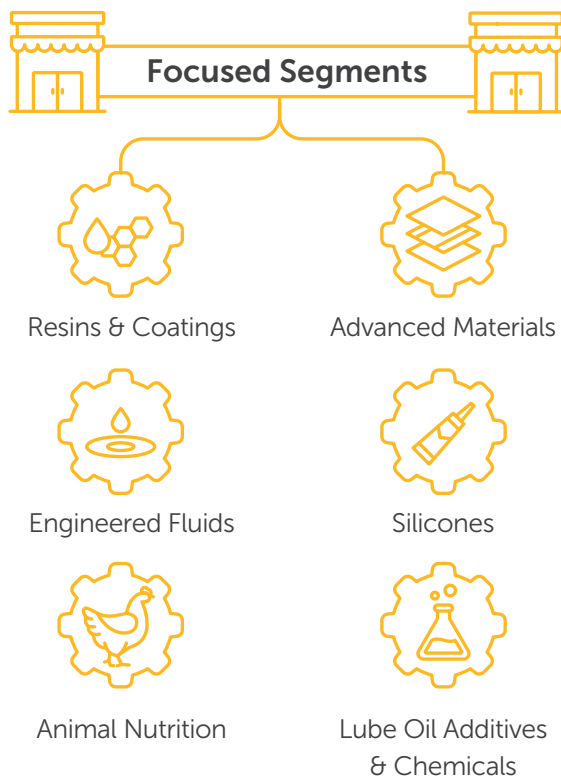 Focused Segments
Resins & Coatings
Advanced Materials
Engineered Fluids
Silicones
Animal Nutrition
Lube Oil Additives
& Chemicals